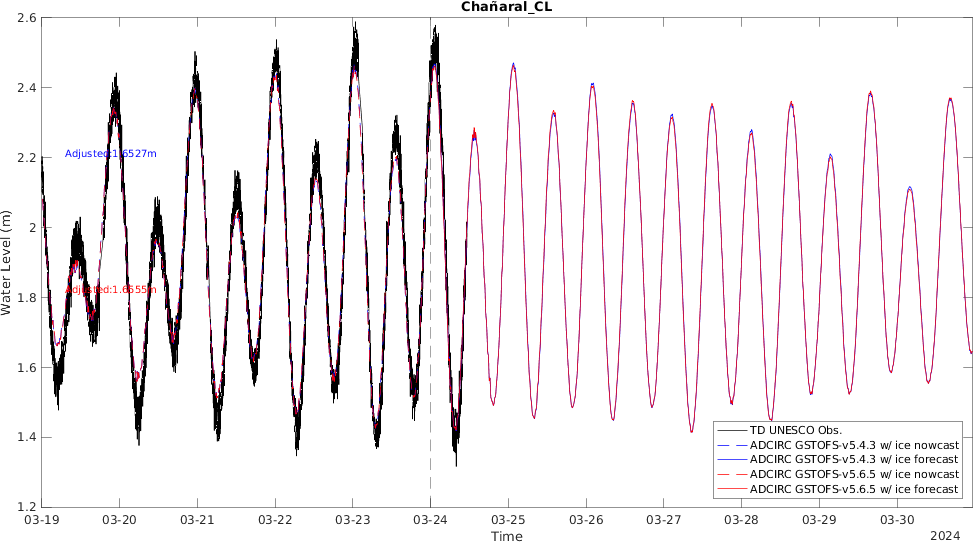 Chañaral_CL
2.6
2.4
2.2
2
1.8
1.6
1.4
1.2
Water Level (m)
Adjusted:1.6527m
Adjusted:1.6655m
TD UNESCO Obs.
ADCIRC GSTOFS-v5.4.3 w/ ice nowcast
ADCIRC GSTOFS-v5.4.3 w/ ice forecast
ADCIRC GSTOFS-v5.6.5 w/ ice nowcast
ADCIRC GSTOFS-v5.6.5 w/ ice forecast
03-19 03-20 03-21 03-22 03-23 03-24 03-25 03-26 03-27 03-28 03-29 03-30
Time
2024